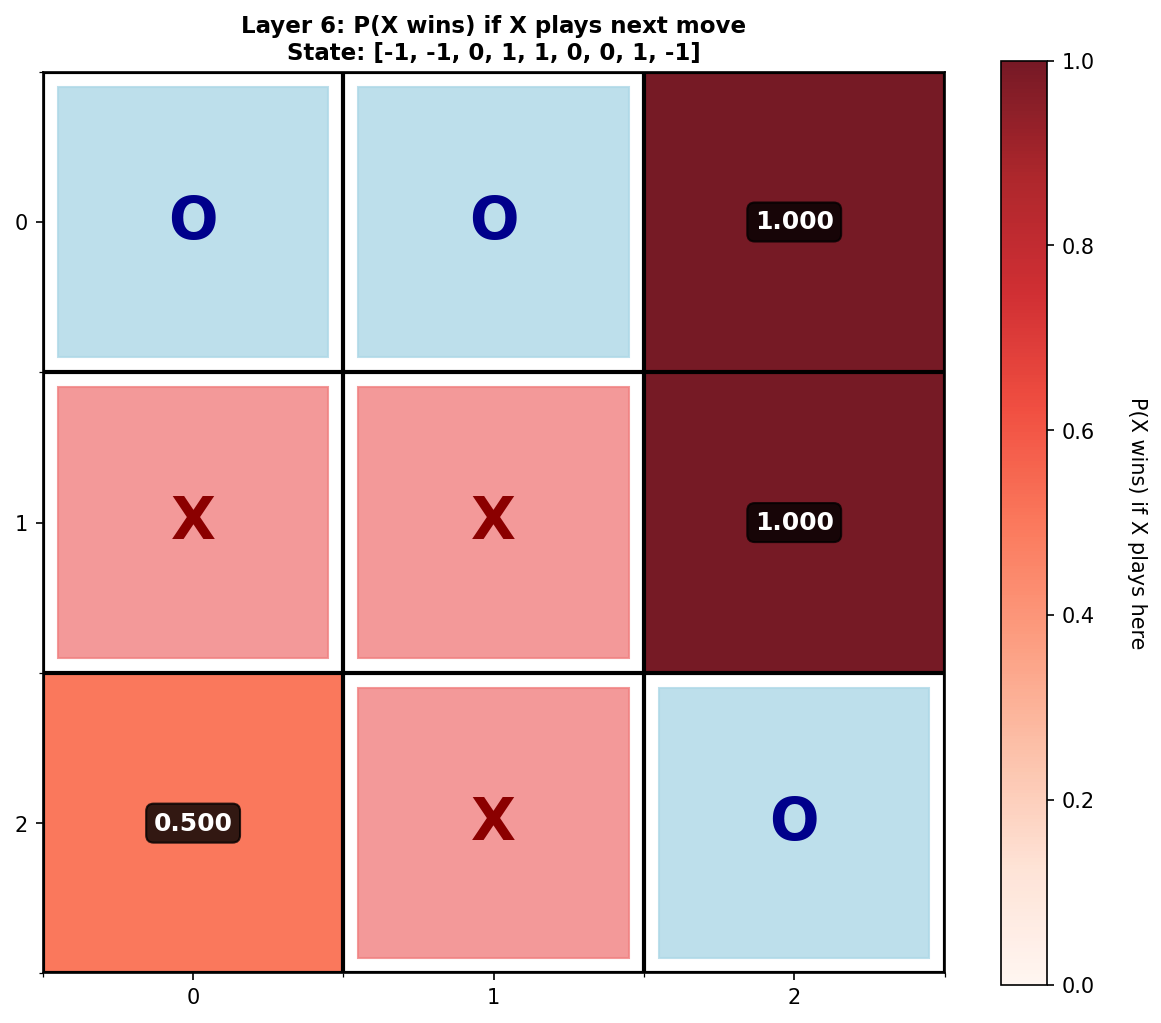 Layer 6: P(X wins) if X plays next move
State: [-1, -1, 0, 1, 1, 0, 0, 1, -1]
0
O
O
1.000
1
X
X
1.000
2
0.500
X
O
0
1
2
1.0
0.8
0.6
0.4
0.2
0.0
P(X wins) if X plays here